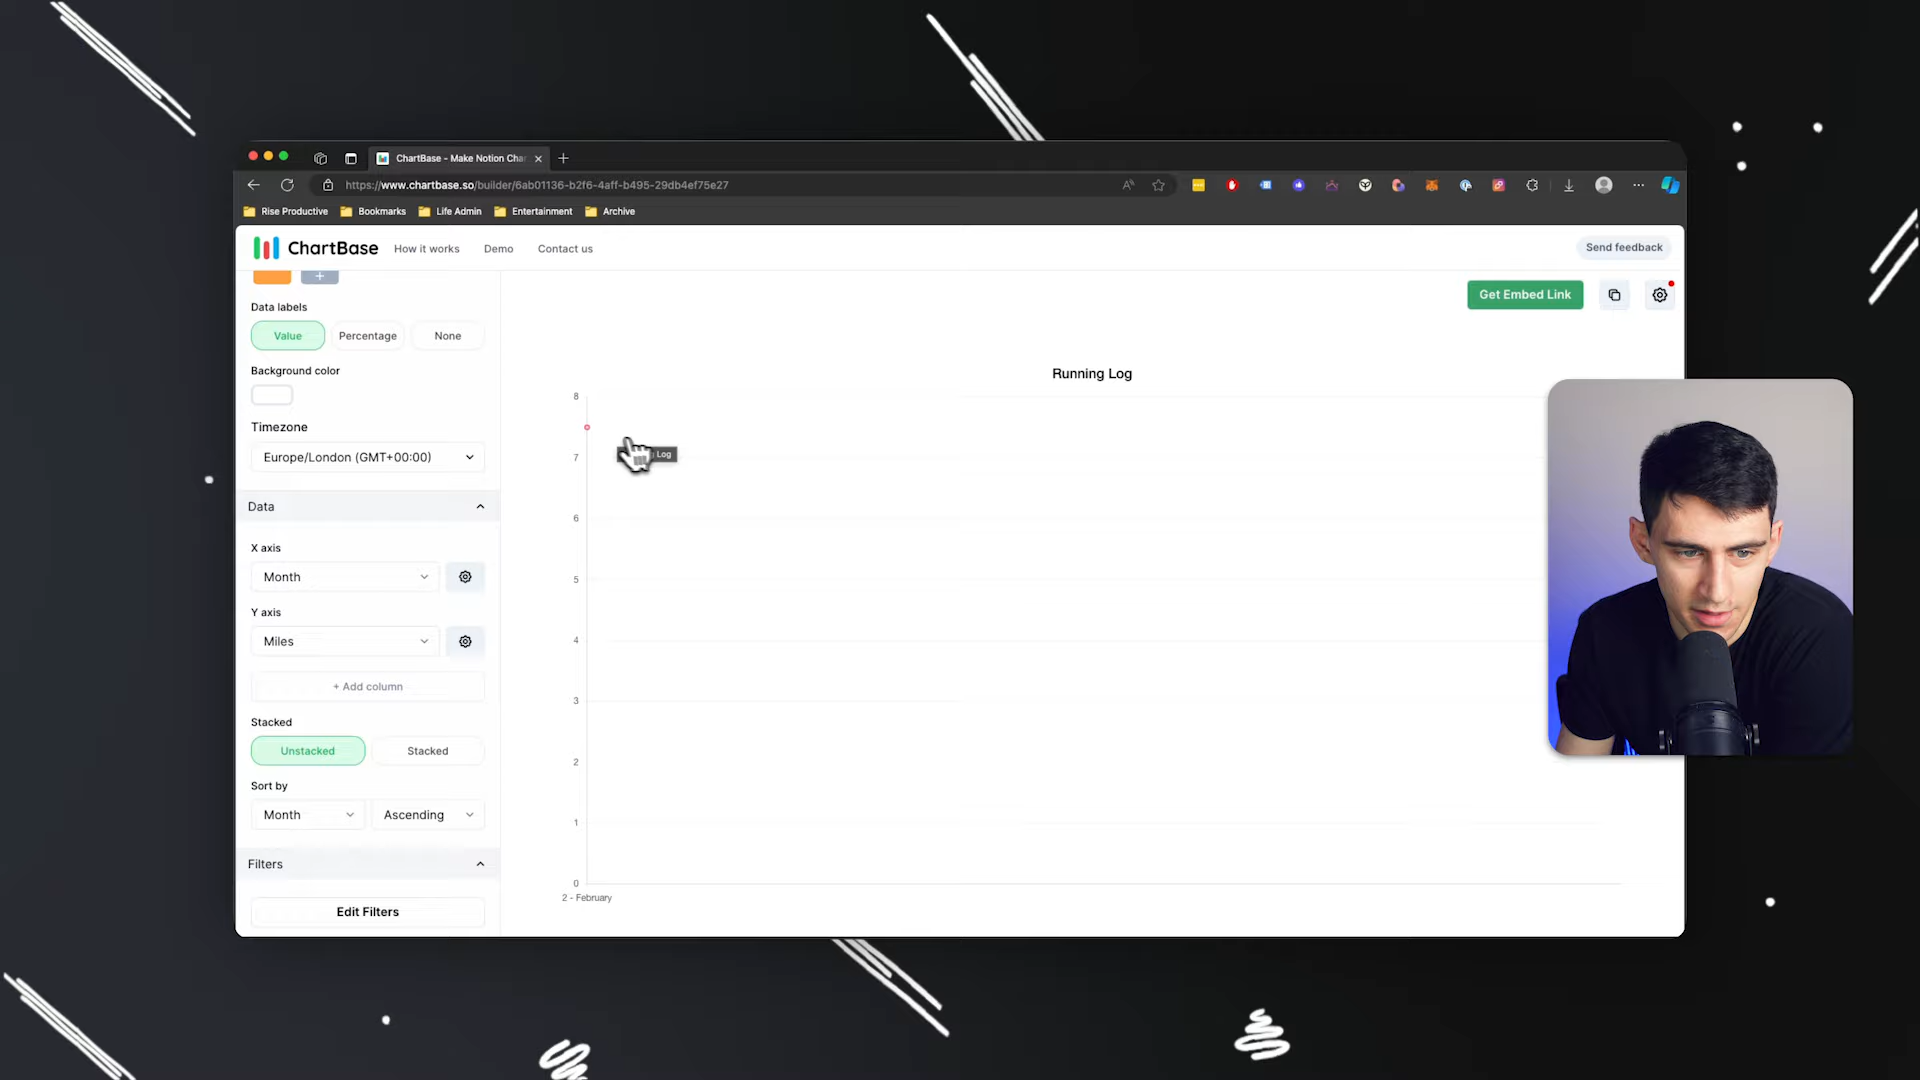 ChartBase - Make Notion Cha
https://www.chartbase.so/builder/6ab01136-b2f6-4aff-b495-29db4ef75e27
Rise Productive
Bookmarks
Life Admin
Entertainment
Archive
ChartBase
How it works
Demo
Contact us
Send feedback
Get Embed Link
Data labels
Value
Percentage
None
Background color
Timezone
Europe/London (GMT+00:00)
Data
X axis
Month
Y axis
Miles
+ Add column
Stacked
Unstacked
Stacked
Sort by
Month
Ascending
Filters
Edit Filters
Running Log
8
7
6
5
4
3
2
1
0
2 - February
Log